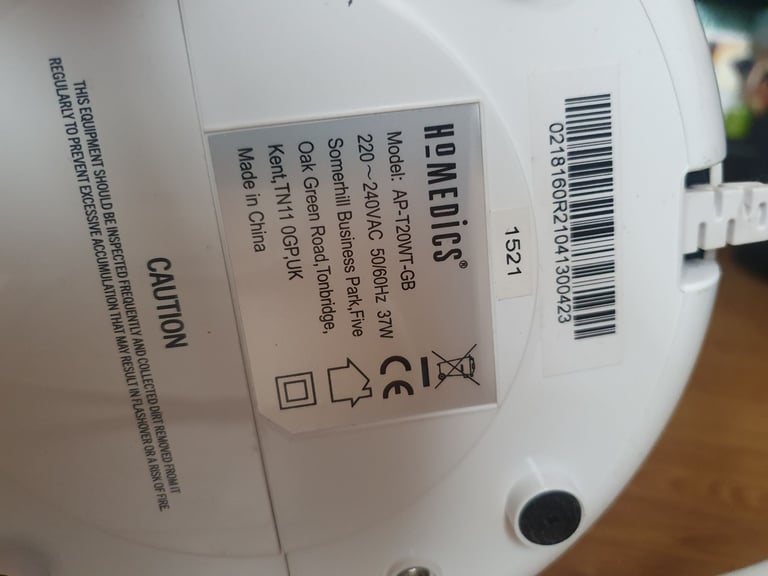 0218160R21041300423
1521
HoMEDiCS®
Model: AP-T20WT-GB
220～240VAC 50/60Hz 37W
Somerhill Business Park,Five
Oak Green Road,Tonbridge,
Kent,TN11 0GP,UK
Made in China
CE
CAUTION
THIS EQUIPMENT SHOULD BE INSPECTED FREQUENTLY AND COLLECTED DIRT REMOVED FROM IT
REGULARLY TO PREVENT EXCESSIVE ACCUMULATION THAT MAY RESULT IN FLASHOVER OR A RISK OF FIRE.